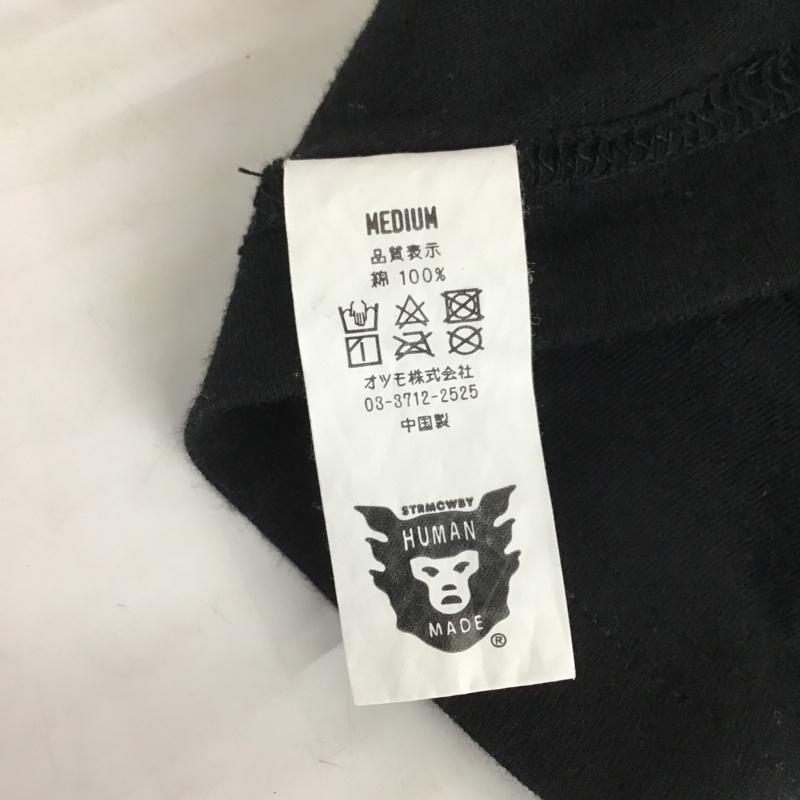 MEDIUM
品質表示
綿 100%
オツモ株式会社
03-3712-2525
中国製
STRMCWBY
HUMAN
MADE
®